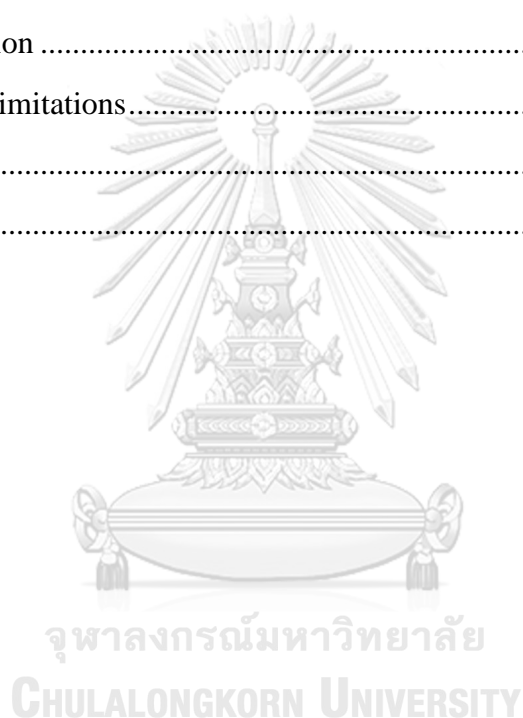 ion ........................................................................
imitations................................................................
................................................................................
................................................................................
จุฬาลงกรณ์มหาวิทยาลัย
CHULALONGKORN UNIVERSITY